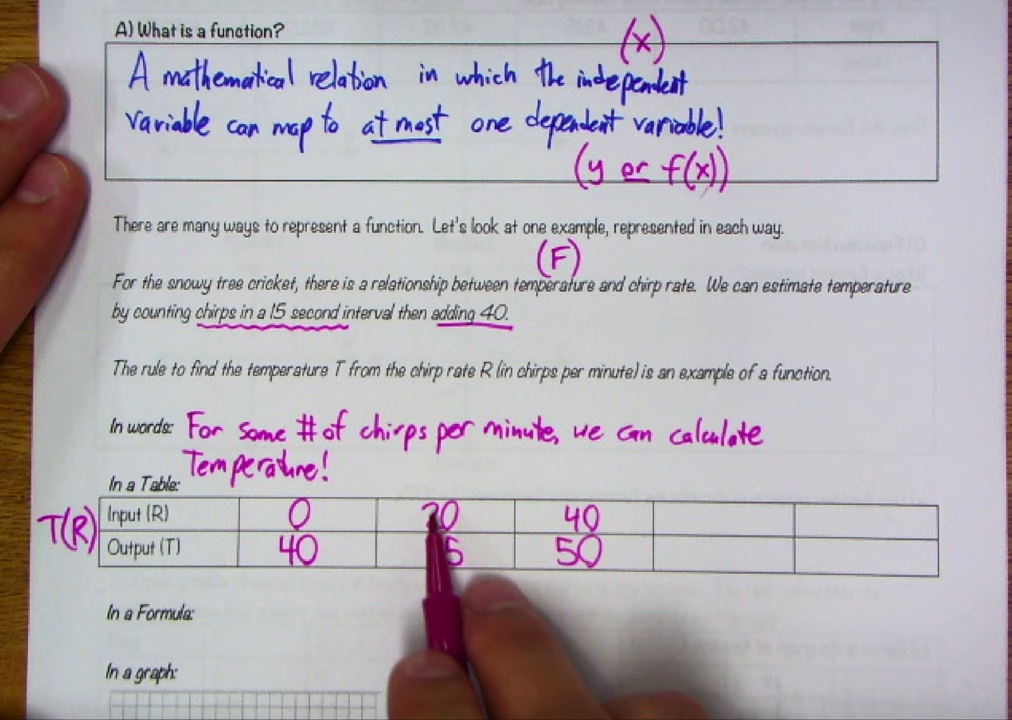 A) What is a function?
(x)
A mathematical relation in which the independent
variable can map to at most one dependent variable!
(y or f(x))
There are many ways to represent a function. Let's look at one example, represented in each way.
(F)
For the snowy tree cricket, there is a relationship between temperature and chirp rate. We can estimate temperature
by counting chirps in a 15 second interval then adding 40.
The rule to find the temperature T from the chirp rate R (in chirps per minute) is an example of a function.
In words: For some # of chirps per minute, we can calculate
Temperature!
In a Table:
T(R)
Input (R) 0 20 40
Output (T) 40 50
In a Formula:
In a graph: